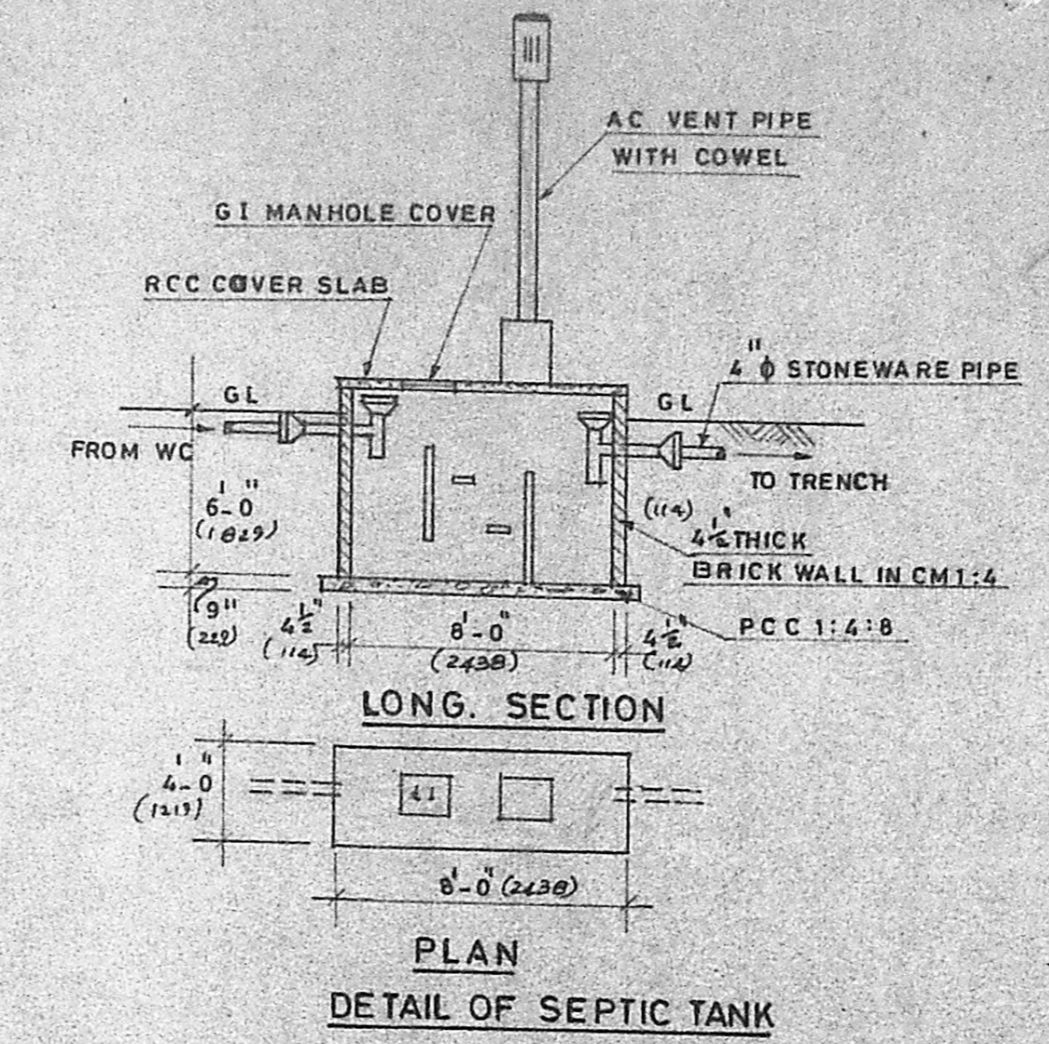 AC VENT PIPE
WITH COWEL
GI MANHOLE COVER
RCC COVER SLAB
4"ϕ STONEWARE PIPE
GL
GL
FROM WC
TO TRENCH
6'-0"
(1829)
(114)
4½" THICK
BRICK WALL IN CM 1:4
9"
(229)
4½"
(114)
8'-0"
(2438)
4½"
(114)
PCC 1:4:8
LONG. SECTION
4'-0"
(1219)
8'-0" (2438)
PLAN
DETAIL OF SEPTIC TANK